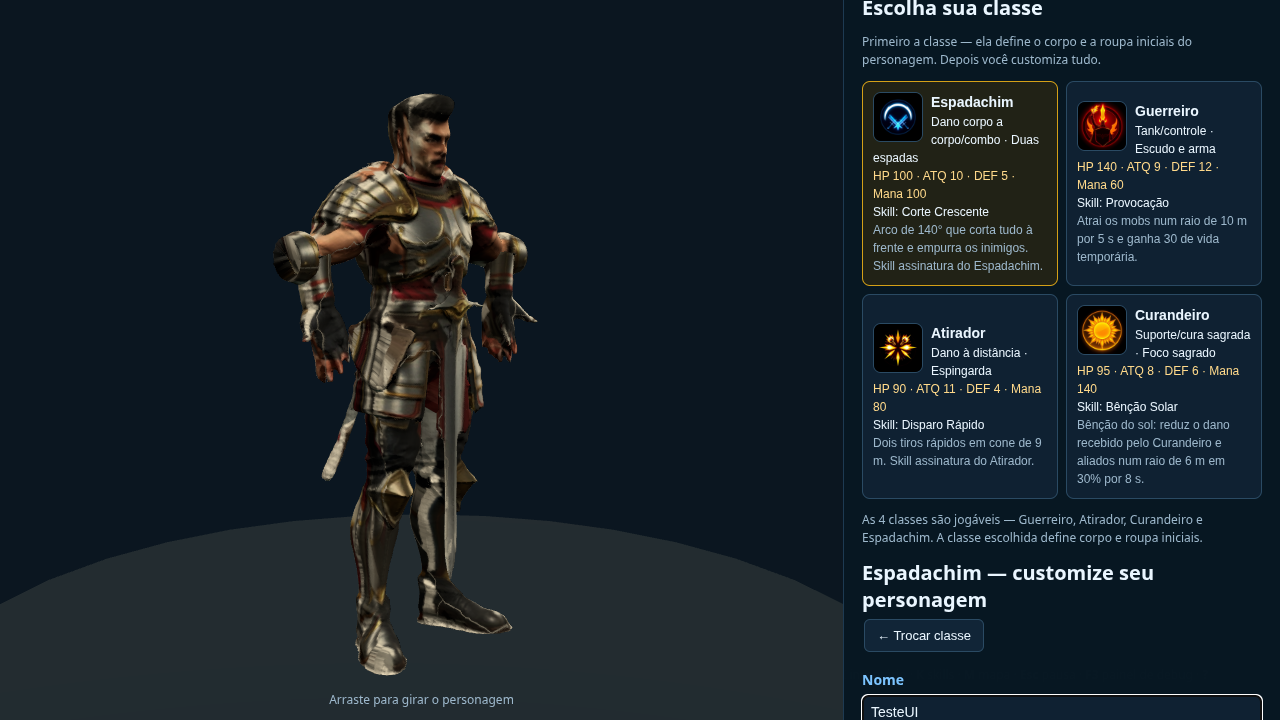 Escolha sua classe
Primeiro a classe — ela define o corpo e a roupa iniciais do
personagem. Depois você customiza tudo.
Espadachim
Dano corpo a
corpo/combo · Duas
espadas
HP 100 · ATQ 10 · DEF 5 ·
Mana 100
Skill: Corte Crescente
Arco de 140° que corta tudo à
frente e empurra os inimigos.
Skill assinatura do Espadachim.
Guerreiro
Tank/controle ·
Escudo e arma
HP 140 · ATQ 9 · DEF 12 ·
Mana 60
Skill: Provocação
Atrai os mobs num raio de 10 m
por 5 s e ganha 30 de vida
temporária.
Atirador
Dano à distância ·
Espingarda
HP 90 · ATQ 11 · DEF 4 · Mana
80
Skill: Disparo Rápido
Dois tiros rápidos em cone de 9
m. Skill assinatura do Atirador.
Curandeiro
Suporte/cura sagrada
· Foco sagrado
HP 95 · ATQ 8 · DEF 6 · Mana
140
Skill: Bênção Solar
Bênção do sol: reduz o dano
recebido pelo Curandeiro e
aliados num raio de 6 m em
30% por 8 s.
As 4 classes são jogáveis — Guerreiro, Atirador, Curandeiro e
Espadachim. A classe escolhida define corpo e roupa iniciais.
Espadachim — customize seu
personagem
← Trocar classe
Nome
TesteUI
Arraste para girar o personagem